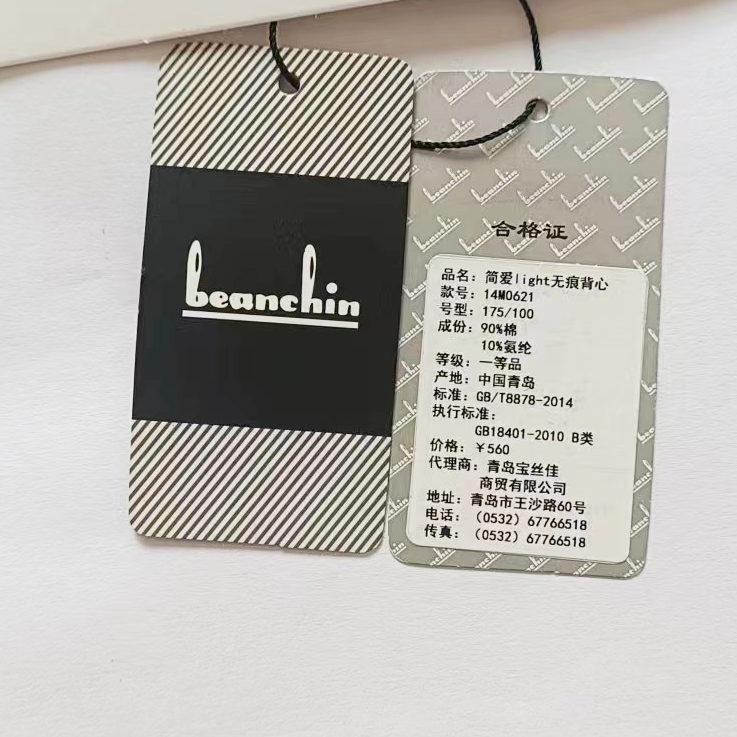 beanchin
合格证
品名：简爱light无痕背心
款号：14M0621
号型：175/100
成份：90%棉
10%氨纶
等级：一等品
产地：中国青岛
标准：GB/T8878-2014
执行标准：
GB18401-2010 B类
价格：￥560
代理商：青岛宝丝佳
商贸有限公司
地址：青岛市王沙路60号
电话：（0532）67766518
传真：（0532）67766518